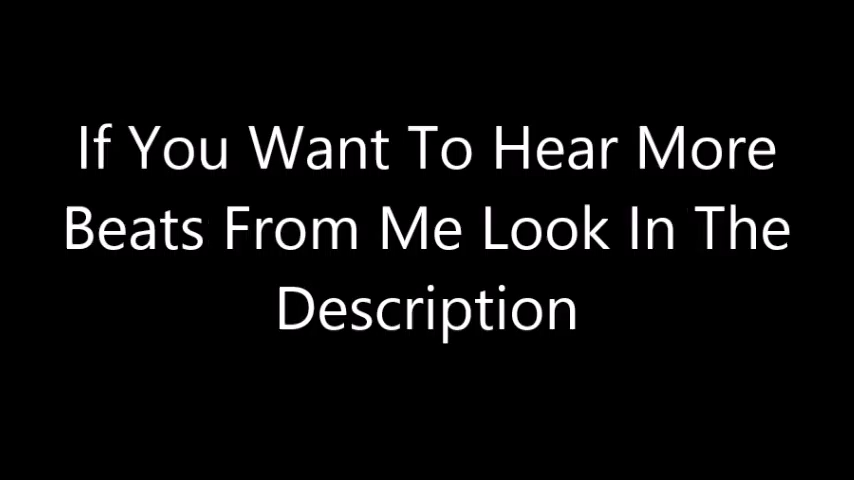 If You Want To Hear More
Beats From Me Look In The
Description